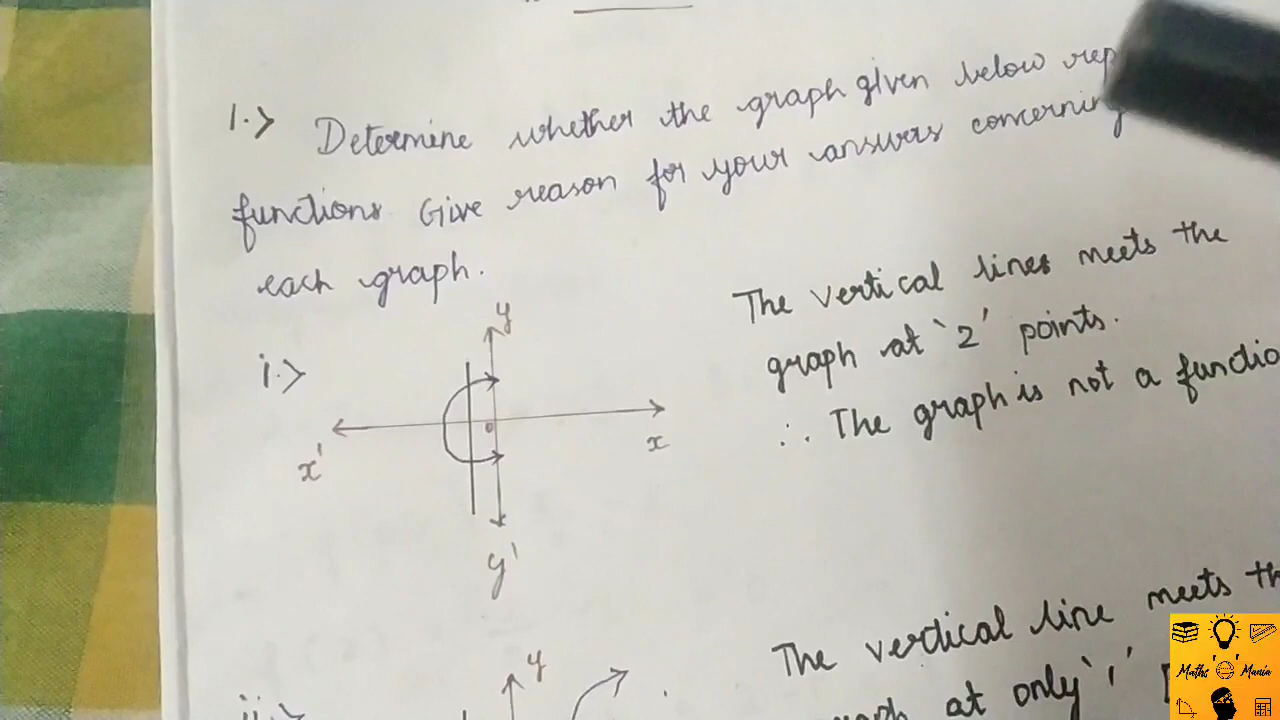 1.> Determine whether the graph given below
functions Give reason for your answers concerning
each graph.
i.>
y
x'
o
x
y'
The vertical lines meets the
graph at '2' points.
∴ The graph is not a functio
ii.>
y
The vertical line meets
at only '1'
Maths Mania